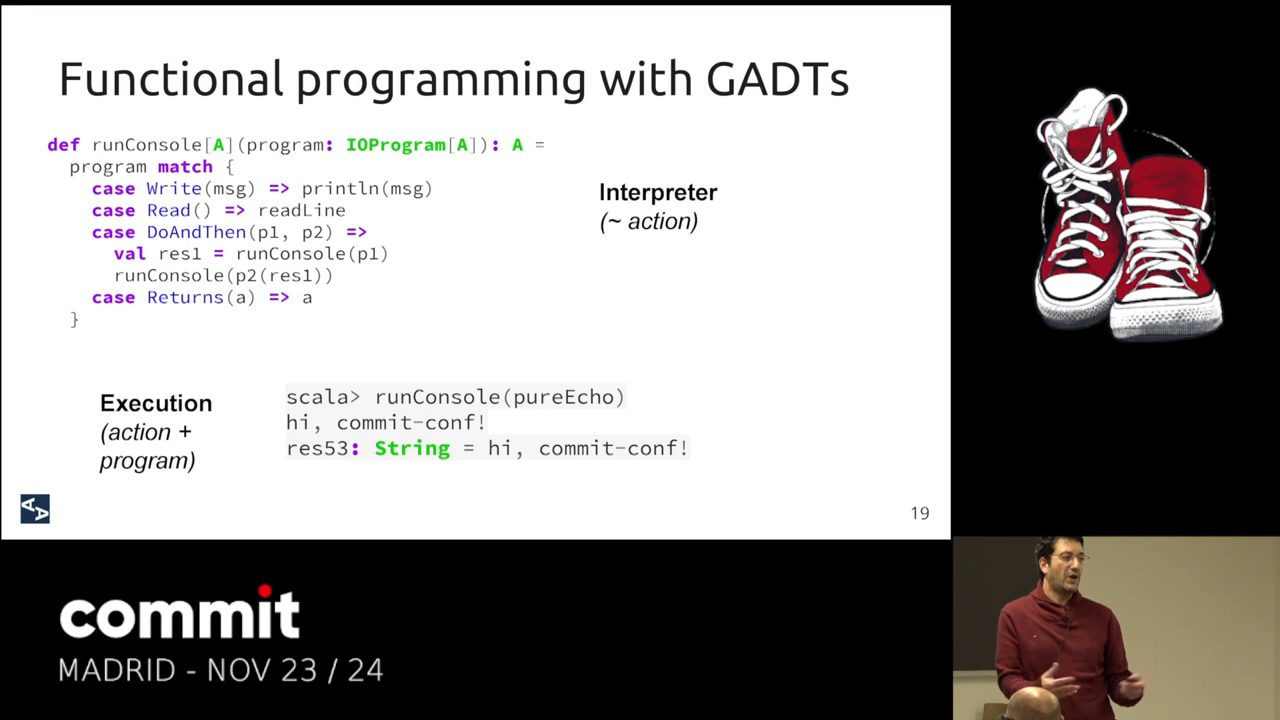 Functional programming with GADTs
def runConsole[A](program: IOProgram[A]): A =
program match {
case Write(msg) => println(msg)
case Read() => readLine
case DoAndThen(p1, p2) =>
val res1 = runConsole(p1)
runConsole(p2(res1))
case Returns(a) => a
}
Interpreter
(~ action)
Execution
(action +
program)
scala> runConsole(pureEcho)
hi, commit-conf!
res53: String = hi, commit-conf!
19
commit
MADRID - NOV 23 / 24